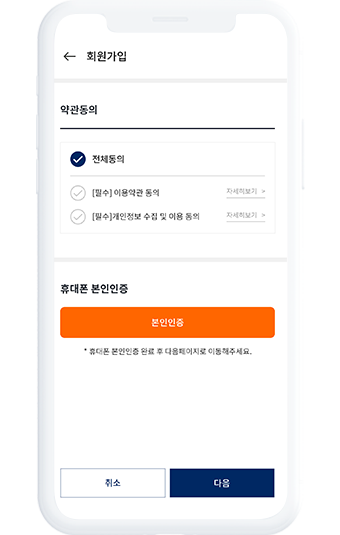 회원가입
약관동의
전체동의
[필수] 이용약관 동의 자세히보기 >
[필수]개인정보 수집 및 이용 동의 자세히보기 >
휴대폰 본인인증
본인인증
* 휴대폰 본인인증 완료 후 다음페이지로 이동해주세요.
취소 다음